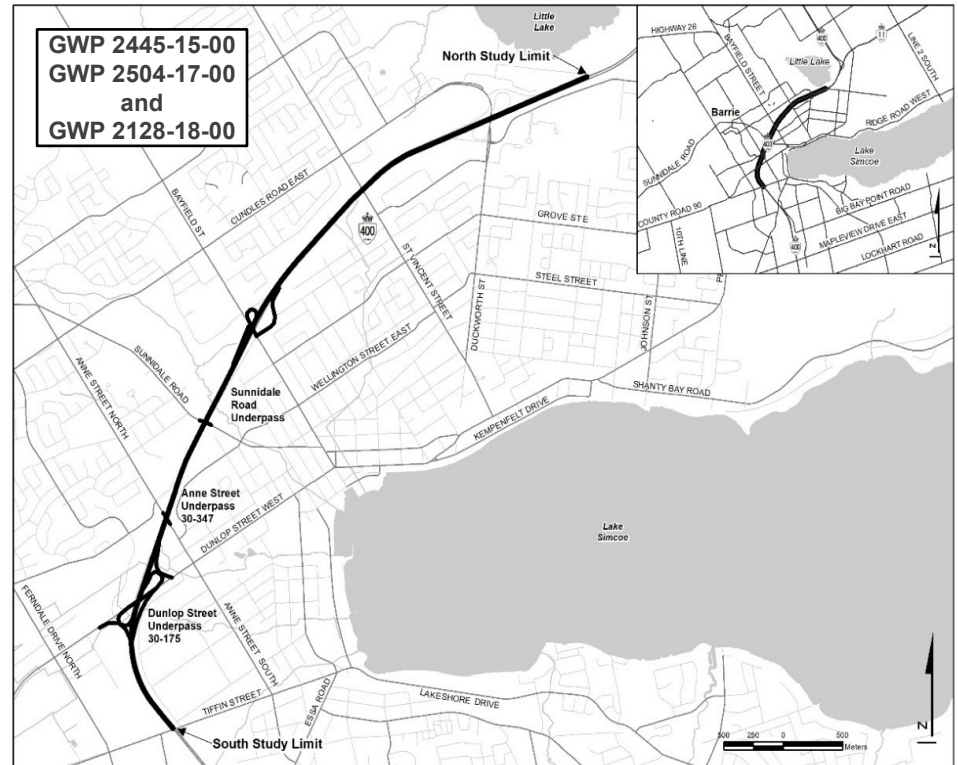 GWP 2445-15-00
GWP 2504-17-00
and
GWP 2128-18-00
Little
Lake
North Study Limit
CUNDLES ROAD EAST
BAYFIELD ST
400
ST VINCENT STREET
GROVE ST E
STEEL STREET
DUCKWORTH ST
JOHNSON ST
SUNNIDALE ROAD
WELLINGTON STREET EAST
ANNE STREET NORTH
Sunnidale
Road
Underpass
SHANTY BAY ROAD
KEMPENFELT DRIVE
Anne Street
Underpass
30-347
DUNLOP STREET WEST
Lake
Simcoe
FERNDALE DRIVE NORTH
Dunlop Street
Underpass
30-175
ANNE STREET SOUTH
TIFFIN STREET
ESSA ROAD
LAKESHORE DRIVE
South Study Limit
500 250 0 500
Meters
N
HIGHWAY 26
BAYFIELD STREET
400
11
LINE 2 SOUTH
Little Lake
Barrie
RIDGE ROAD WEST
400
SUNNIDALE ROAD
Lake
Simcoe
COUNTY ROAD 90
BIG BAY POINT ROAD
10TH LINE
400
MAPLEVIEW DRIVE EAST
LOCKHART ROAD
N